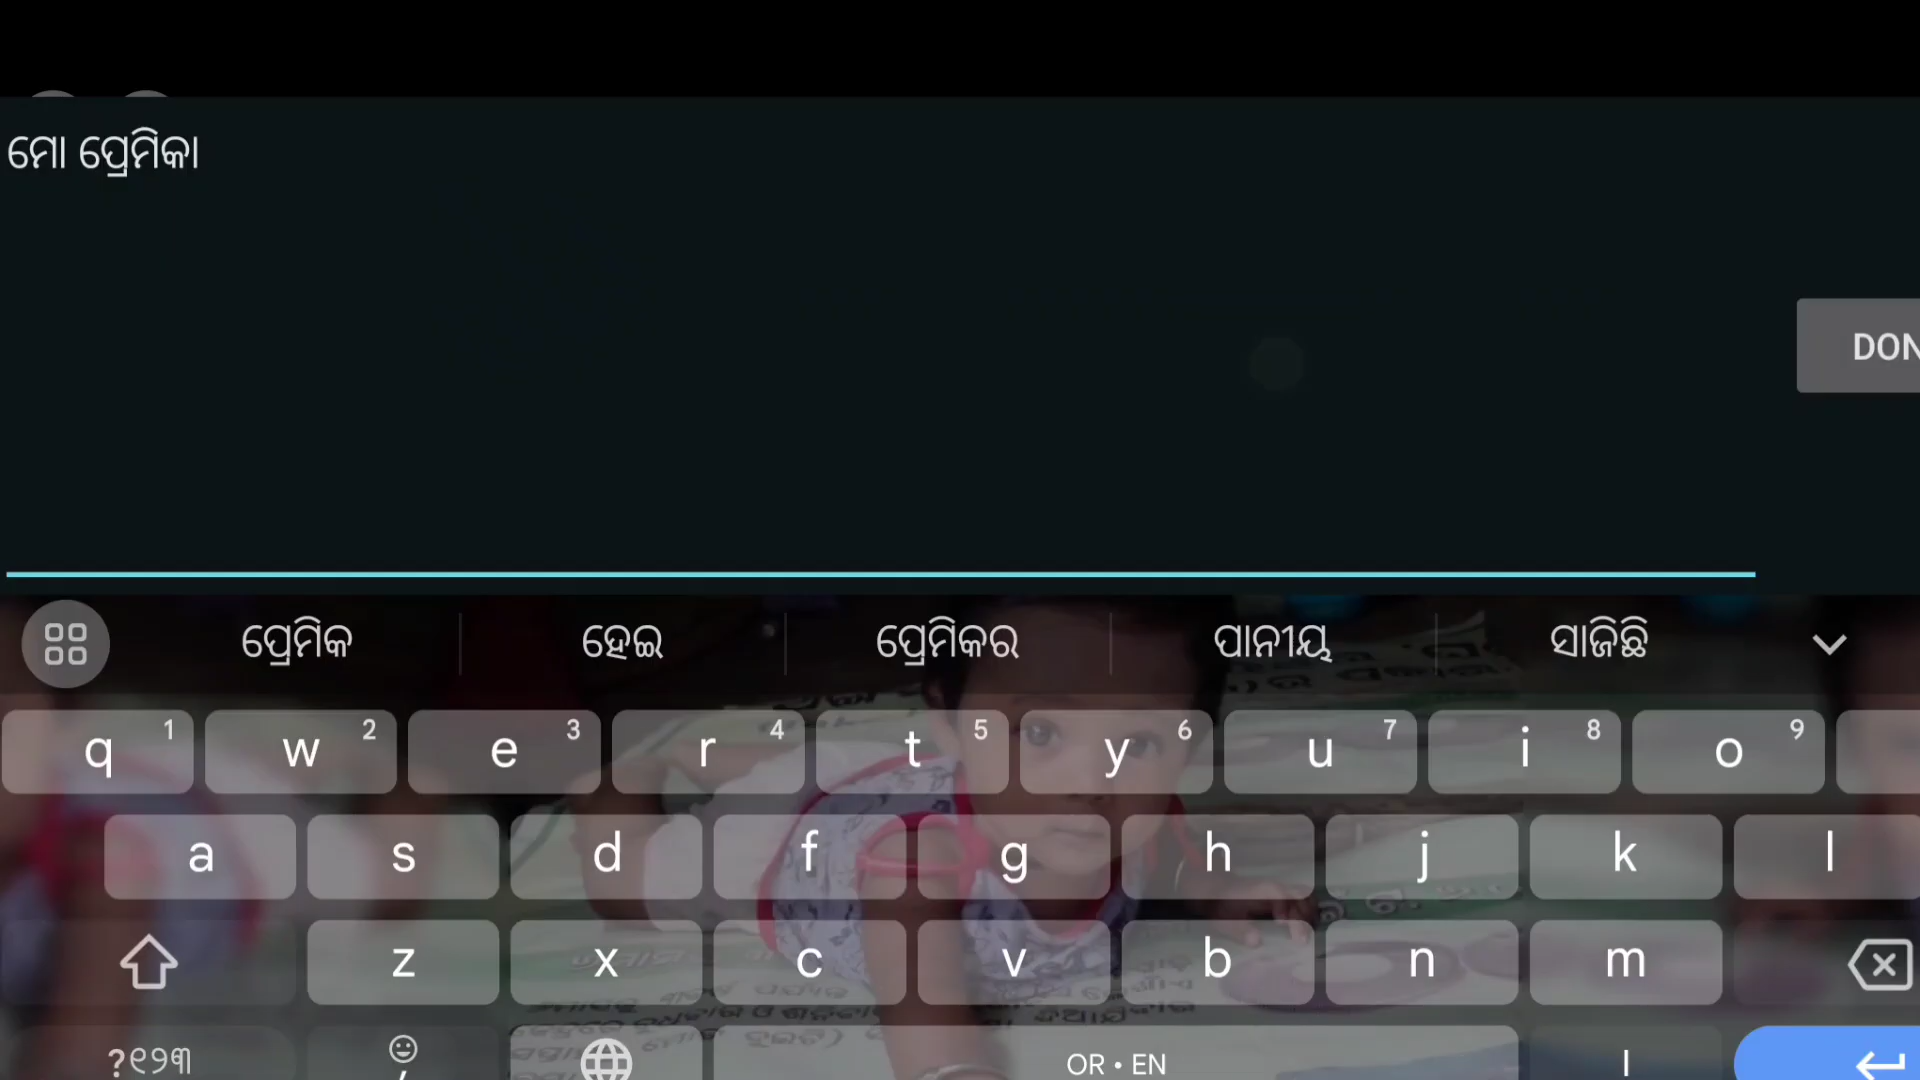 ମୋ ପ୍ରେମିକା
DON
ପ୍ରେମିକ ହେଇ ପ୍ରେମିକର ପାନୀୟ ସାଜିଛି
q 1 w 2 e 3 r 4 t 5 y 6 u 7 i 8 o 9
a s d f g h j k l
z x c v b n m
?୧୨୩ , OR • EN ।